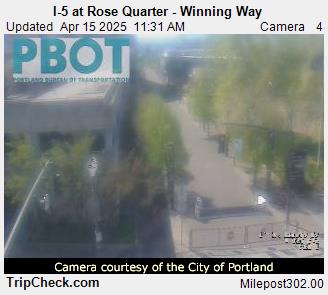 I-5 at Rose Quarter - Winning Way
Updated Apr 15 2025 11:31 AM Camera 4
PBOT
PORTLAND BUREAU OF TRANSPORTATION
Camera courtesy of the City of Portland
TripCheck.com Milepost302.00